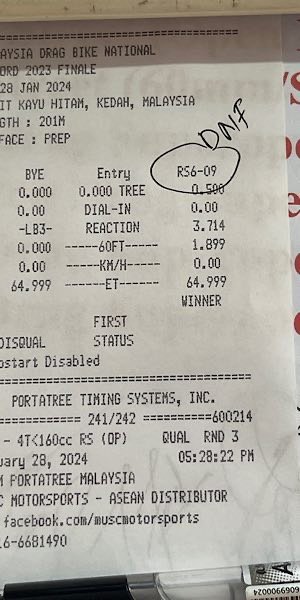 AYSIA DRAG BIKE NATIONAL
ORD 2023 FINALE
28 JAN 2024
IT KAYU HITAM, KEDAH, MALAYSIA
GTH : 201M
FACE : PREP
DNF
BYE Entry RS6-09
0.000 0.000 TREE 0.500
0.00 DIAL-IN 0.00
-LB3- REACTION 3.714
0.000 ------60FT----- 1.899
0.00 ------KM/H----- 0.00
64.999 ------ET------ 64.999
WINNER
FIRST
DISQUAL STATUS
ostart Disabled
PORTATREE TIMING SYSTEMS, INC.
========= 241/242 ==========600214
- 4T<160cc RS (OP) QUAL RND 3
uary 28, 2024 05:28:22 PM
M PORTATREE MALAYSIA
C MOTORSPORTS - ASEAN DISTRIBUTOR
facebook.com/muscmotorsports
16-6681490